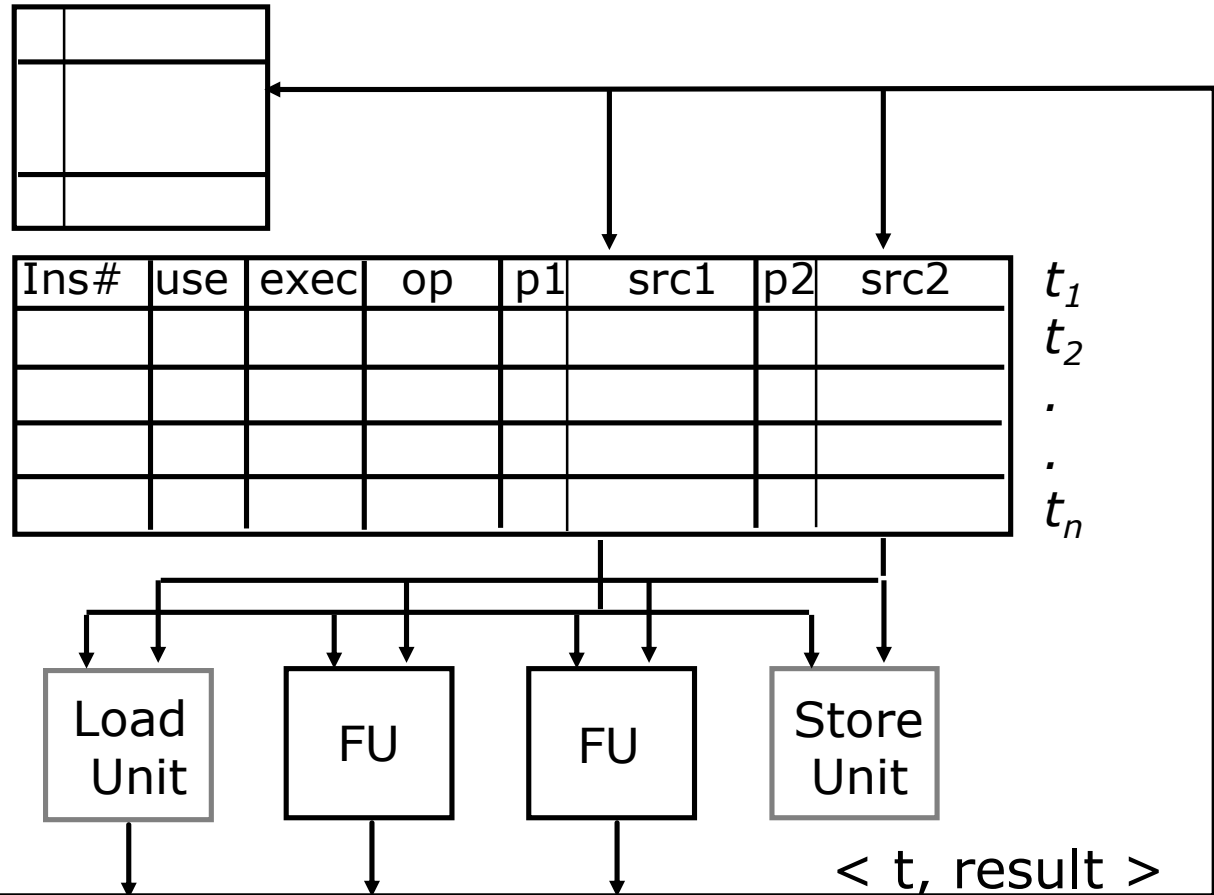 Ins# use exec op p1 src1 p2 src2 t1
t2
.
.
tn
Load Unit
FU
FU
Store Unit
< t, result >